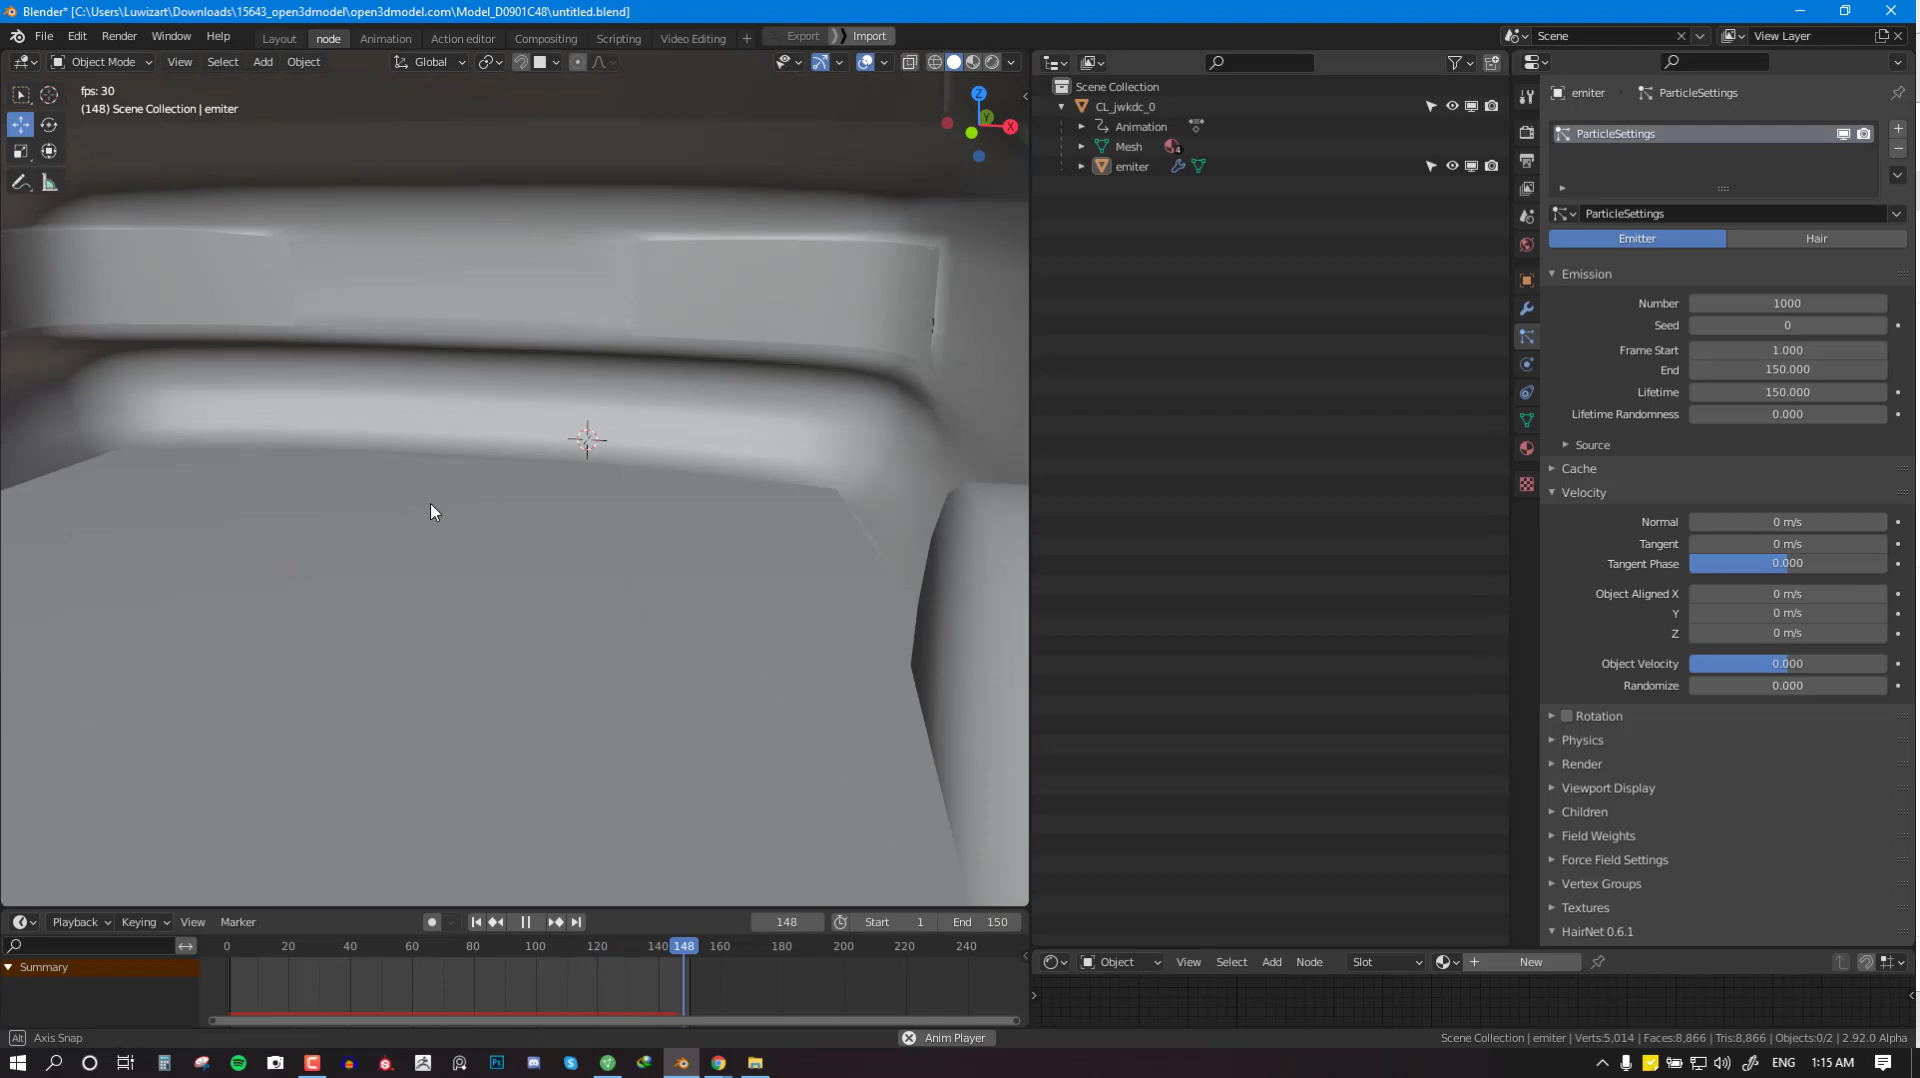 Blender* [C:\Users\Luwizart\Downloads\15643_open3dmodel\open3dmodel.com\Model_D0901C48\untitled.blend]
File Edit Render Window Help Layout node Animation Action editor Compositing Scripting Video Editing + Export Import Scene View Layer
Object Mode View Select Add Object Global
fps: 30
(148) Scene Collection | emiter
Z
Y
X
Scene Collection
CL_jwkdc_0
Animation
Mesh 4
emiter
emiter ParticleSettings
ParticleSettings
ParticleSettings
Emitter Hair
Emission
Number 1000
Seed 0
Frame Start 1.000
End 150.000
Lifetime 150.000
Lifetime Randomness 0.000
Source
Cache
Velocity
Normal 0 m/s
Tangent 0 m/s
Tangent Phase 0.000
Object Aligned X 0 m/s
Y 0 m/s
Z 0 m/s
Object Velocity 0.000
Randomize 0.000
Rotation
Physics
Render
Viewport Display
Children
Field Weights
Force Field Settings
Vertex Groups
Textures
HairNet 0.6.1
Playback Keying View Marker 148 Start 1 End 150
0 20 40 60 80 100 120 140 148 160 180 200 220 240
Summary
Object View Select Add Node Slot New
Alt Axis Snap Anim Player Scene Collection | emiter | Verts:5,014 | Faces:8,866 | Tris:8,866 | Objects:0/2 | 2.92.0 Alpha
ENG 1:15 AM